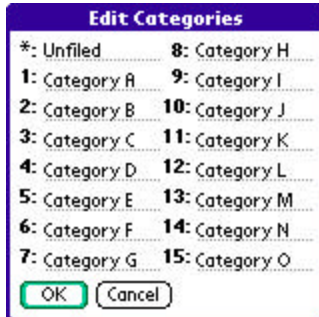 Edit Categories
*: Unfiled
1: Category A
2: Category B
3: Category C
4: Category D
5: Category E
6: Category F
7: Category G
8: Category H
9: Category I
10: Category J
11: Category K
12: Category L
13: Category M
14: Category N
15: Category O
OK
Cancel